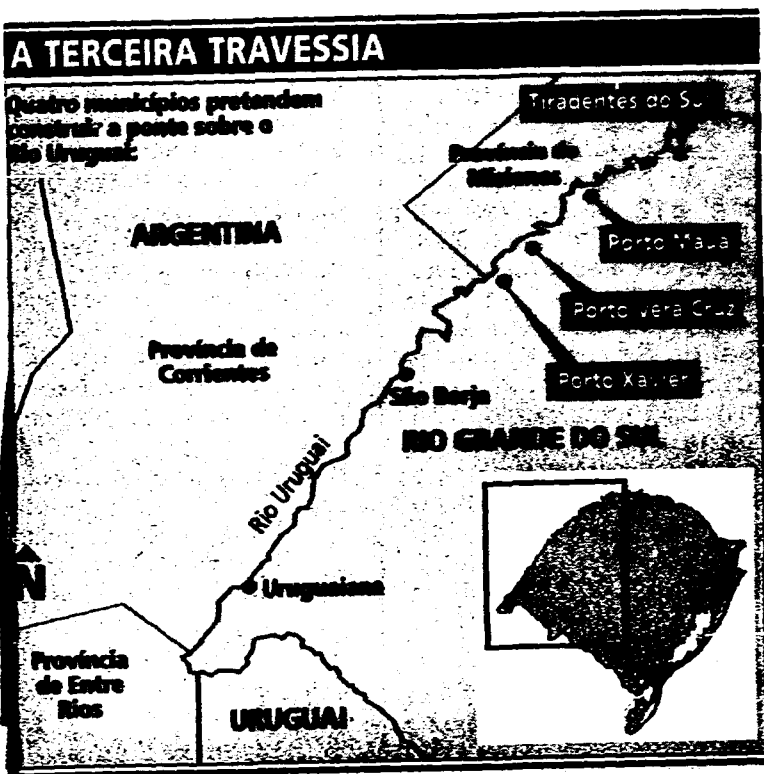 A TERCEIRA TRAVESSIA
Quatro municípios pretendem
construir a ponte sobre o
Rio Uruguai:
Tiradentes do Sul
Província de
Misiones
ARGENTINA
Porto Mauá
Porto Vera Cruz
Província de
Corrientes
Porto Xavier
São Borja
RIO GRANDE DO SUL
Rio Uruguai
N
Uruguaiana
Província
de Entre
Rios
URUGUAI